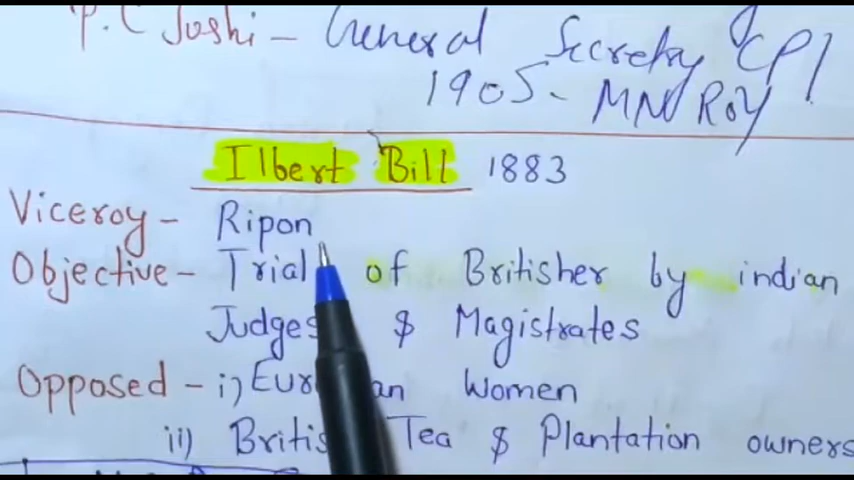 P.C Joshi - General Secretry CPI
1905 - MN ROY
Ilbert Bill 1883
Viceroy - Ripon
Objective - Trial of Britisher by indian
Judges $ Magistrates
Opposed - i) Eur an Women
ii) Britis Tea $ Plantation owners